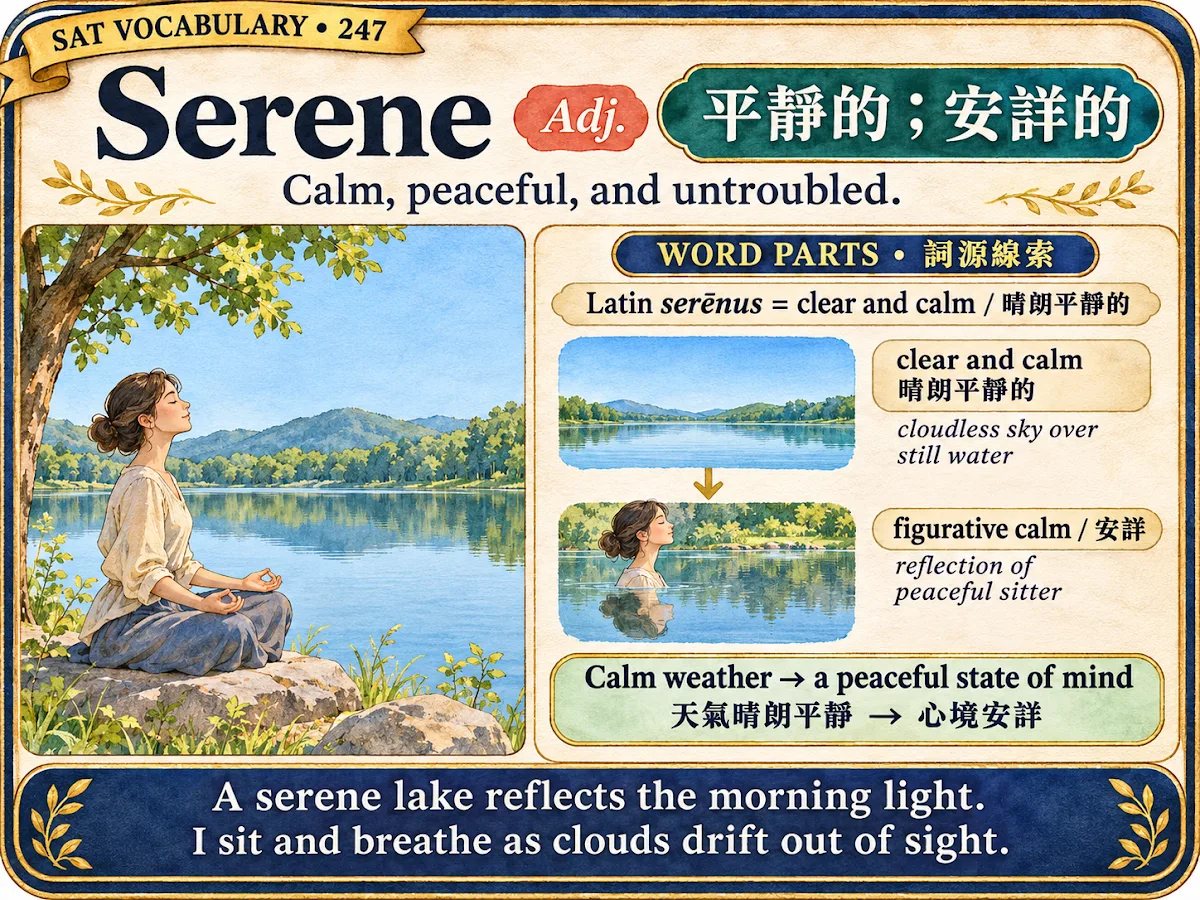 SAT VOCABULARY • 247
Serene
Adj.
平靜的；安詳的
Calm, peaceful, and untroubled.
WORD PARTS • 詞源線索
Latin serēnus = clear and calm / 晴朗平靜的
clear and calm
晴朗平靜的
cloudless sky over
still water
figurative calm / 安詳
reflection of
peaceful sitter
Calm weather → a peaceful state of mind
天氣晴朗平靜 → 心境安詳
A serene lake reflects the morning light.
I sit and breathe as clouds drift out of sight.